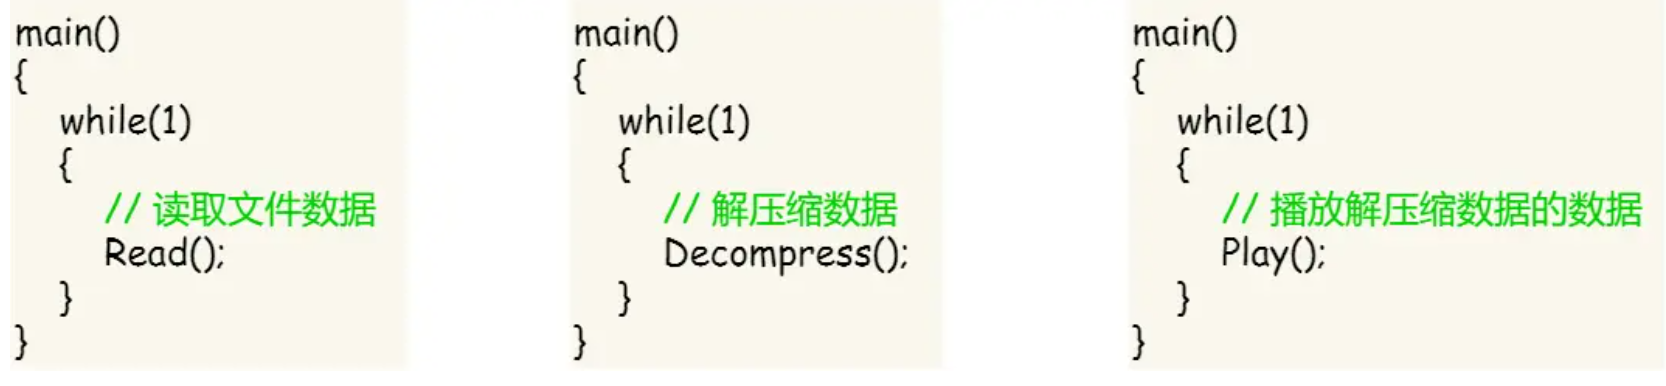 main()
{
while(1)
{
// 读取文件数据
Read();
}
}
main()
{
while(1)
{
// 解压缩数据
Decompress();
}
}
main()
{
while(1)
{
// 播放解压缩数据的数据
Play();
}
}